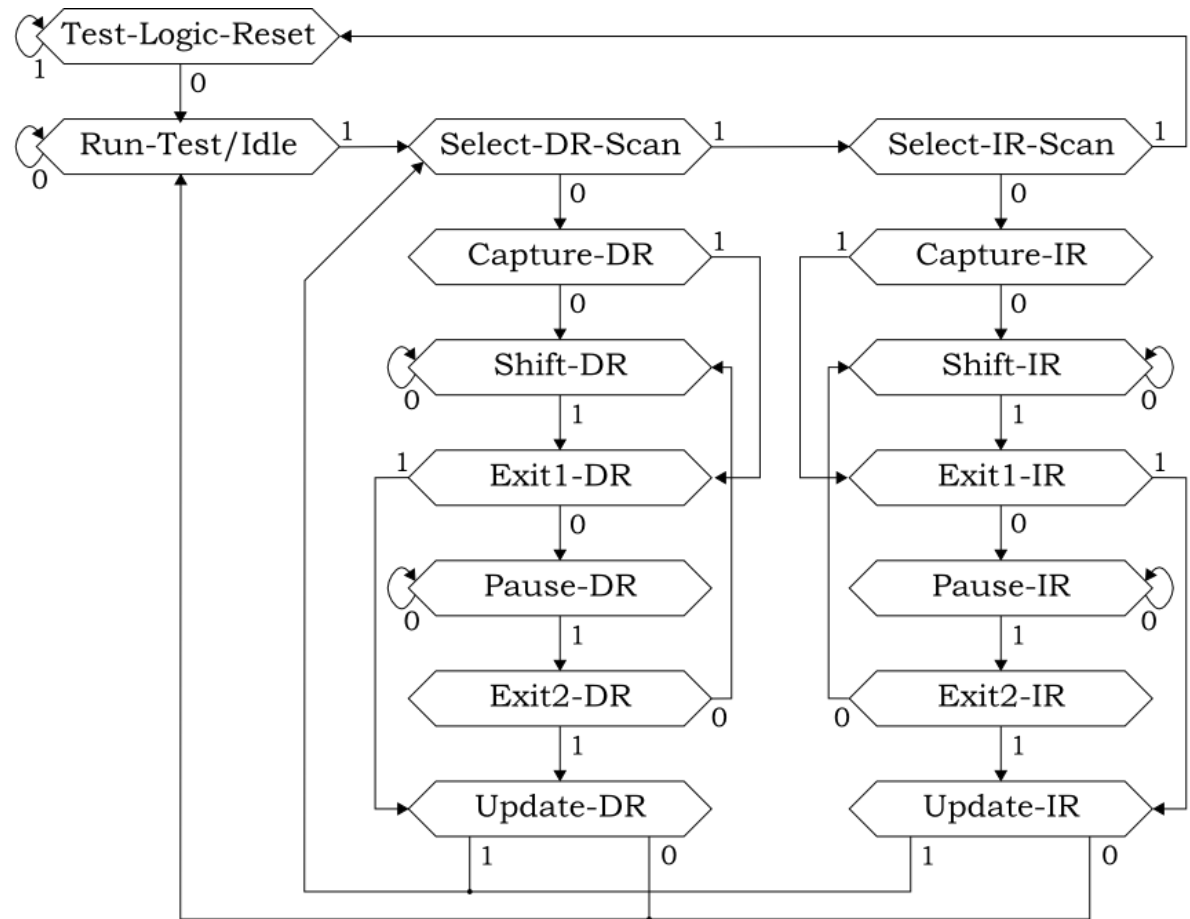 Test-Logic-Reset
1
0
Run-Test/Idle
1
0
Select-DR-Scan
1
0
Select-IR-Scan
1
0
Capture-DR
1
0
1
Capture-IR
0
Shift-DR
0
1
Shift-IR
0
1
1
Exit1-DR
0
Exit1-IR
1
0
Pause-DR
0
1
Pause-IR
0
1
Exit2-DR
0
1
Exit2-IR
0
1
Update-DR
1
0
Update-IR
1
0